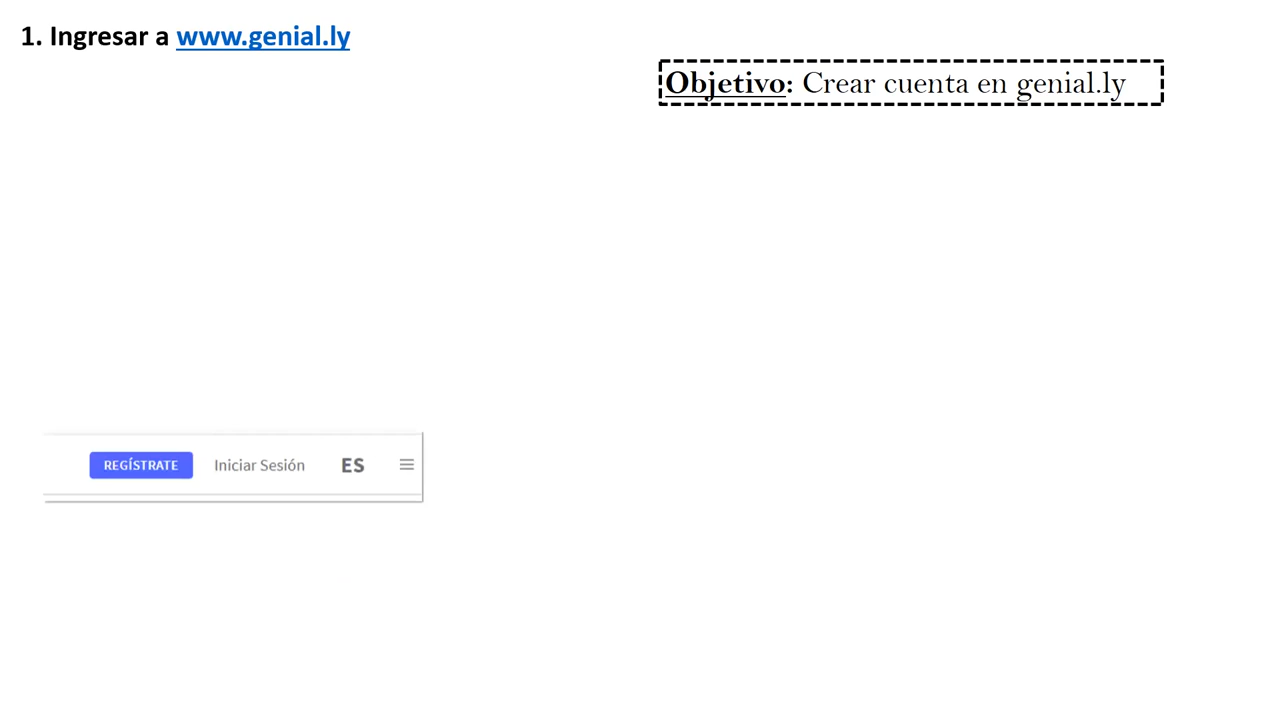 1. Ingresar a www.genial.ly
Objetivo: Crear cuenta en genial.ly
REGÍSTRATE Iniciar Sesión ES